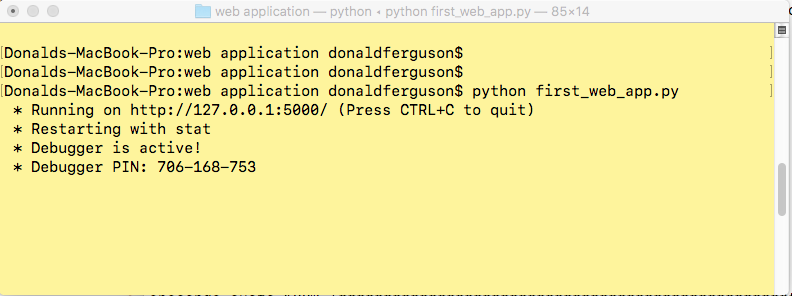 web application — python • python first_web_app.py — 85×14
[Donalds-MacBook-Pro:web application donaldferguson$ ]
[Donalds-MacBook-Pro:web application donaldferguson$ ]
[Donalds-MacBook-Pro:web application donaldferguson$ python first_web_app.py ]
* Running on http://127.0.0.1:5000/ (Press CTRL+C to quit)
* Restarting with stat
* Debugger is active!
* Debugger PIN: 706-168-753